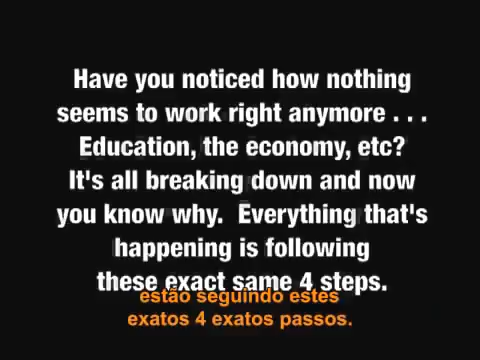 Have you noticed how nothing
seems to work right anymore . . .
Education, the economy, etc?
It's all breaking down and now
you know why.  Everything that's
happening is following
these exact same 4 steps.
estão seguindo estes
exatos 4 exatos passos.